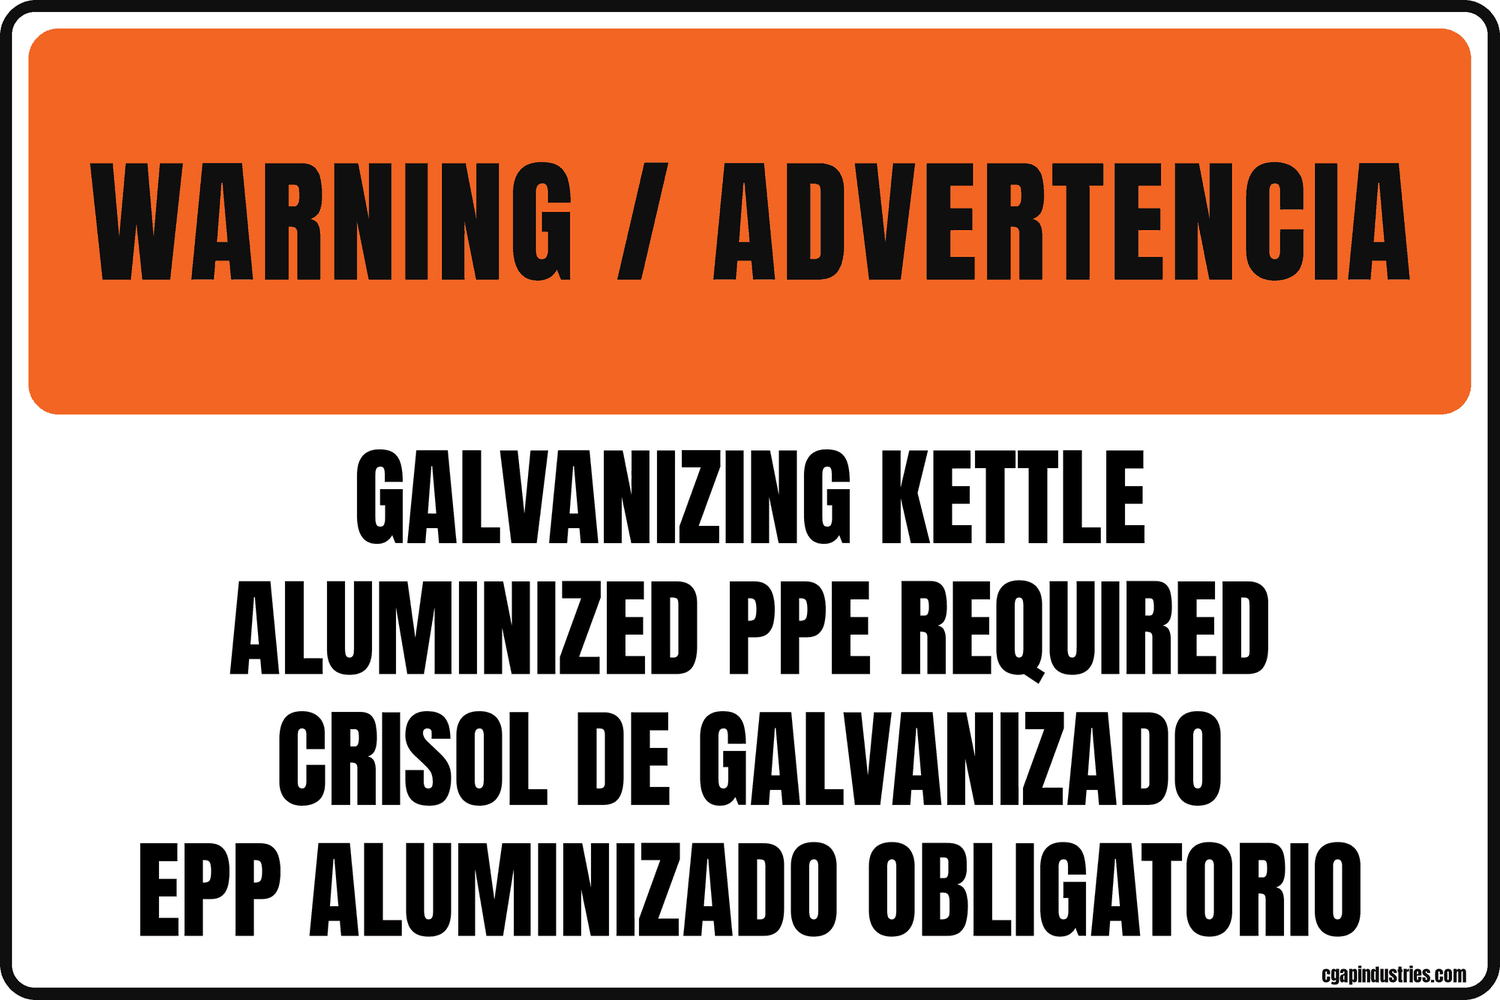 WARNING / ADVERTENCIA
GALVANIZING KETTLE
ALUMINIZED PPE REQUIRED
CRISOL DE GALVANIZADO
EPP ALUMINIZADO OBLIGATORIO
cgapindustries.com